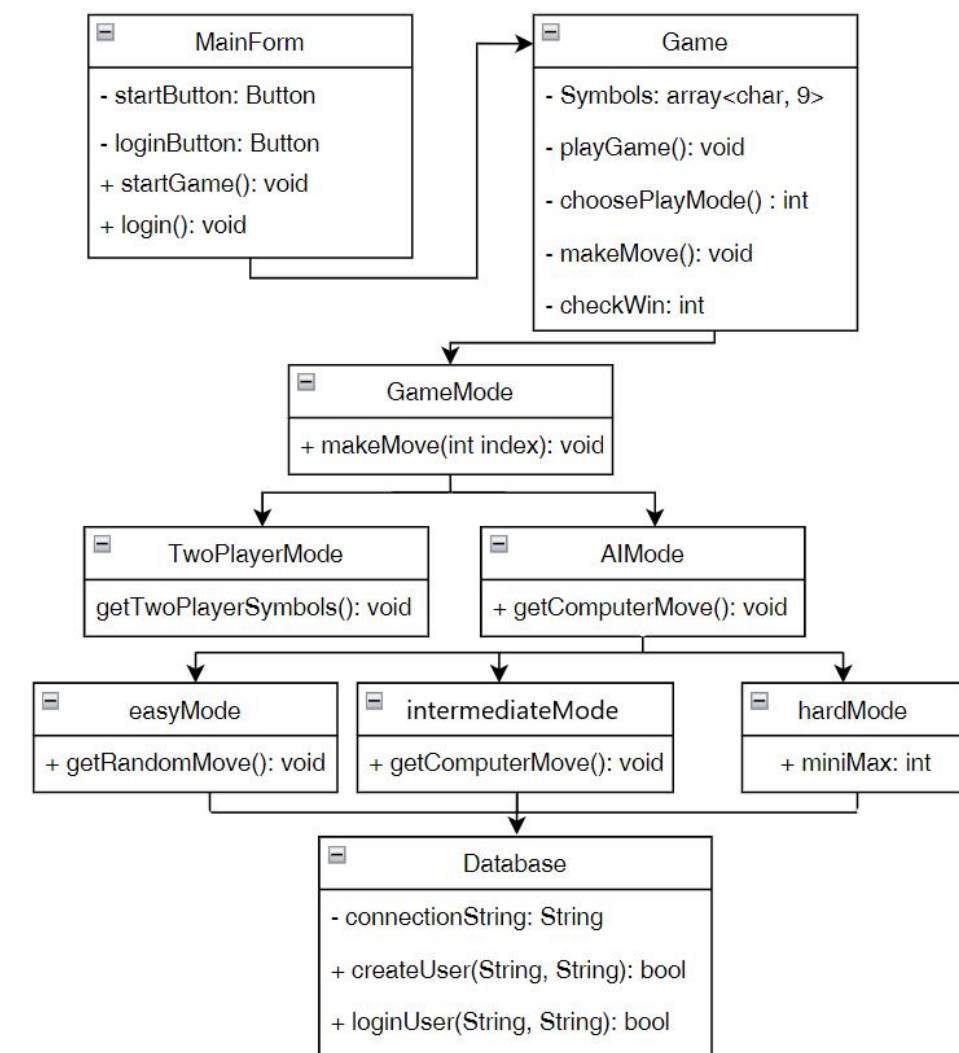 MainForm
- startButton: Button
- loginButton: Button
+ startGame(): void
+ login(): void
Game
- Symbols: array<char, 9>
- playGame(): void
- choosePlayMode() : int
- makeMove(): void
- checkWin: int
GameMode
+ makeMove(int index): void
TwoPlayerMode
getTwoPlayerSymbols(): void
AIMode
+ getComputerMove(): void
easyMode
+ getRandomMove(): void
intermediateMode
+ getComputerMove(): void
hardMode
+ miniMax: int
Database
- connectionString: String
+ createUser(String, String): bool
+ loginUser(String, String): bool